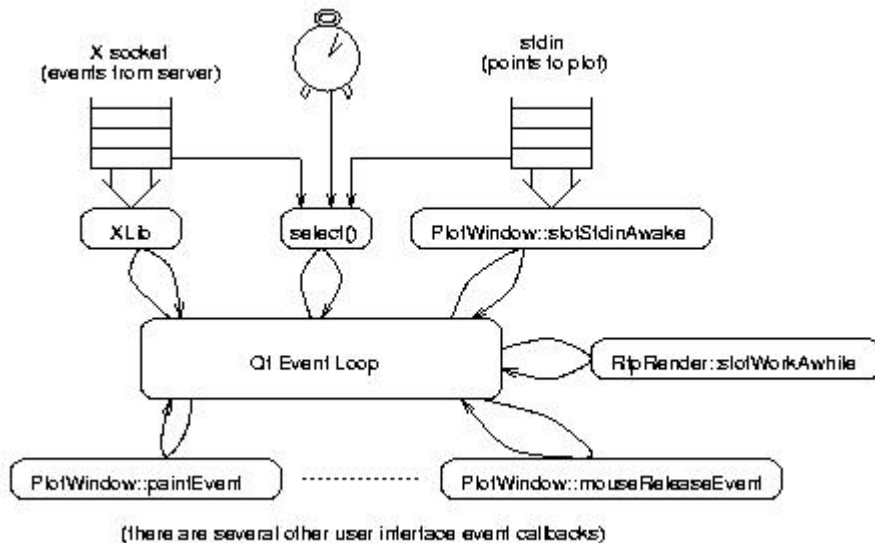 X socket
(events from server)
stdin
(points to plot)
XLib
select()
PlotWindow::slotStdinAwake
Qt Event Loop
RtpRender::slotWorkAwhile
PlotWindow::paintEvent
PlotWindow::mouseReleaseEvent
(there are several other user interface event callbacks)